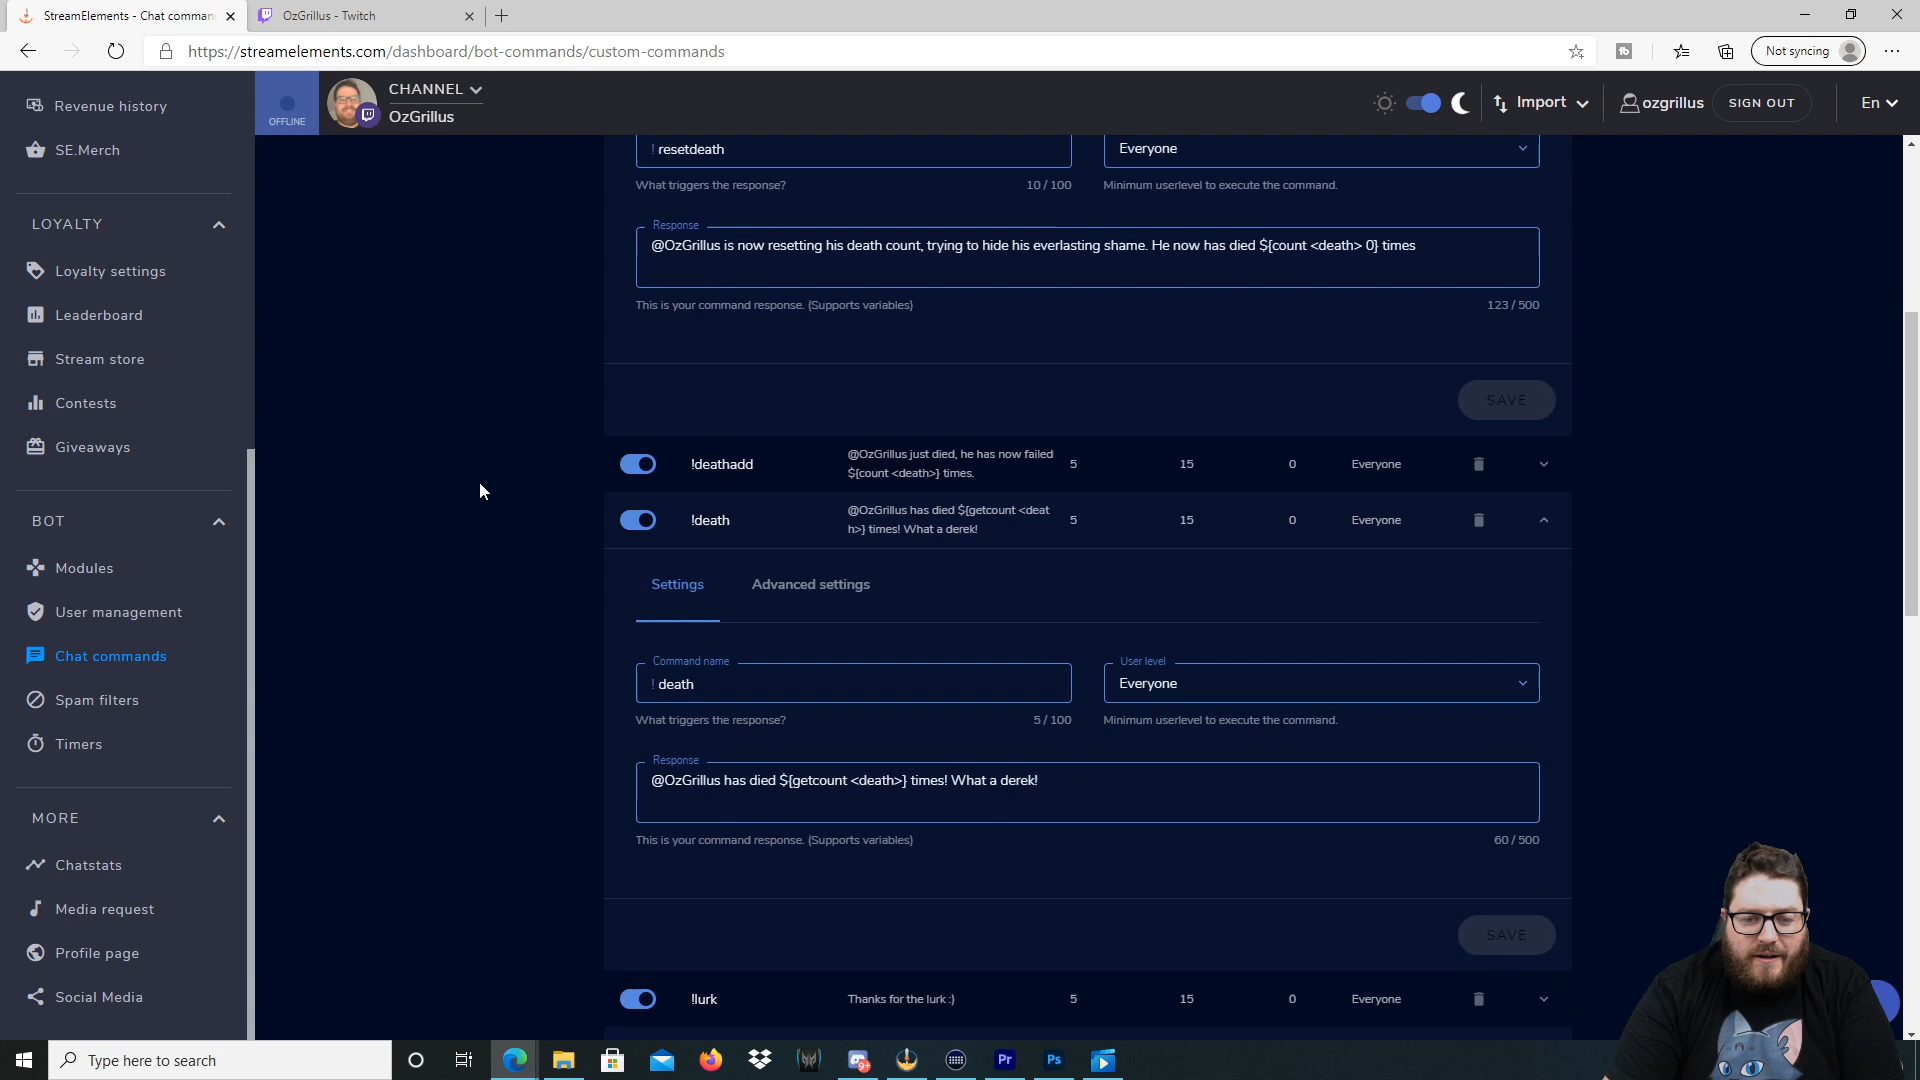 StreamElements - Chat comman
OzGrillus - Twitch
https://streamelements.com/dashboard/bot-commands/custom-commands
Not syncing
Revenue history
SE.Merch
LOYALTY
Loyalty settings
Leaderboard
Stream store
Contests
Giveaways
BOT
Modules
User management
Chat commands
Spam filters
Timers
MORE
Chatstats
Media request
Profile page
Social Media
OFFLINE
CHANNEL
OzGrillus
Import
ozgrillus
SIGN OUT
En
! resetdeath
Everyone
What triggers the response?
10 / 100
Minimum userlevel to execute the command.
Response
@OzGrillus is now resetting his death count, trying to hide his everlasting shame. He now has died ${count <death> 0} times
This is your command response. (Supports variables)
123 / 500
SAVE
!deathadd
@OzGrillus just died, he has now failed
${count <death>} times.
5
15
0
Everyone
!death
@OzGrillus has died ${getcount <deat
h>} times! What a derek!
5
15
0
Everyone
Settings
Advanced settings
Command name
! death
User level
Everyone
What triggers the response?
5 / 100
Minimum userlevel to execute the command.
Response
@OzGrillus has died ${getcount <death>} times! What a derek!
This is your command response. (Supports variables)
60 / 500
SAVE
!lurk
Thanks for the lurk :)
5
15
0
Everyone
Type here to search
9+
Pr
Ps